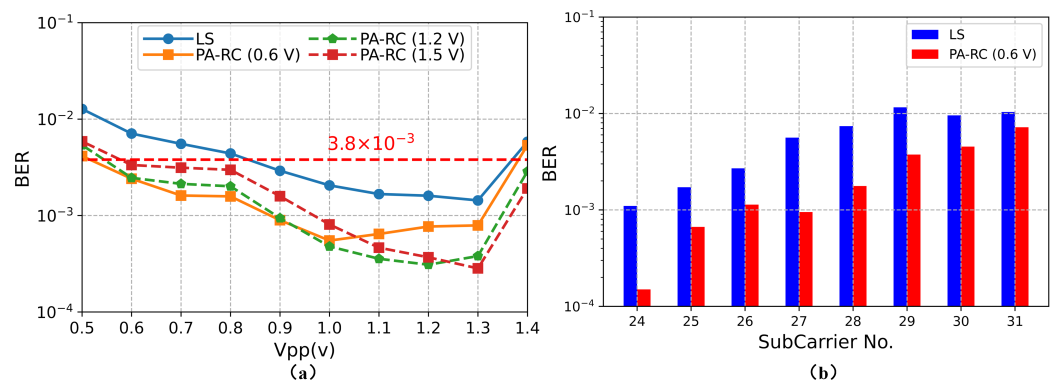 10⁻¹
10⁻²
10⁻³
10⁻⁴
BER
LS
PA-RC (0.6 V)
PA-RC (1.2 V)
PA-RC (1.5 V)
3.8×10⁻³
0.5 0.6 0.7 0.8 0.9 1.0 1.1 1.2 1.3 1.4
Vpp(v)
(a)
10⁻¹
10⁻²
10⁻³
10⁻⁴
BER
LS
PA-RC (0.6 V)
24 25 26 27 28 29 30 31
SubCarrier No.
(b)